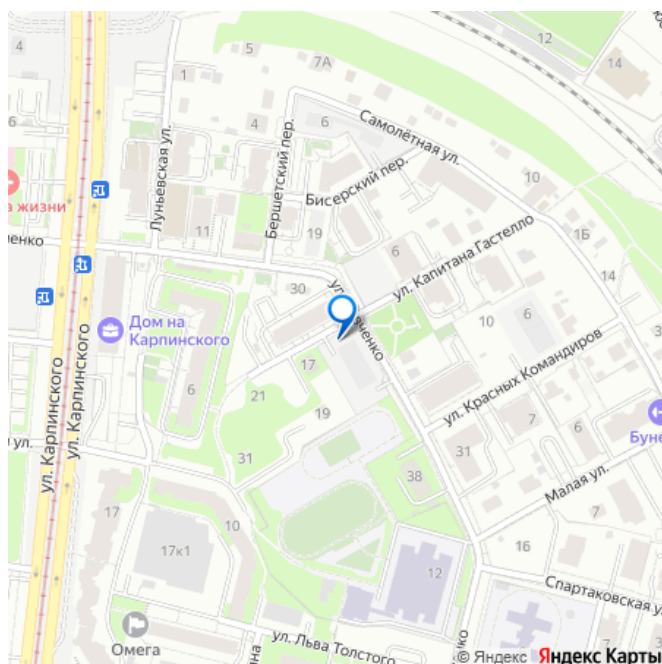 12
4
5
7А
14
1
Самолётная ул.
6
4
6
Луньевская ул.
Бершетский пер.
Бисерский пер.
10
а жизни
11
19
6
1Б
ул. Капитана Гастелло
14
30
Дом на
Карпинского
10
6
ул. Красных Командиров
17
6
21
19
7
6
31
31
ул. Карпинского
ул. Карпинского
ул.
38
Малая ул.
7
17
10
16
17к1
12
Спартаковская ул.
Омега
ул. Льва Толстого
© Яндекс Яндекс Карты